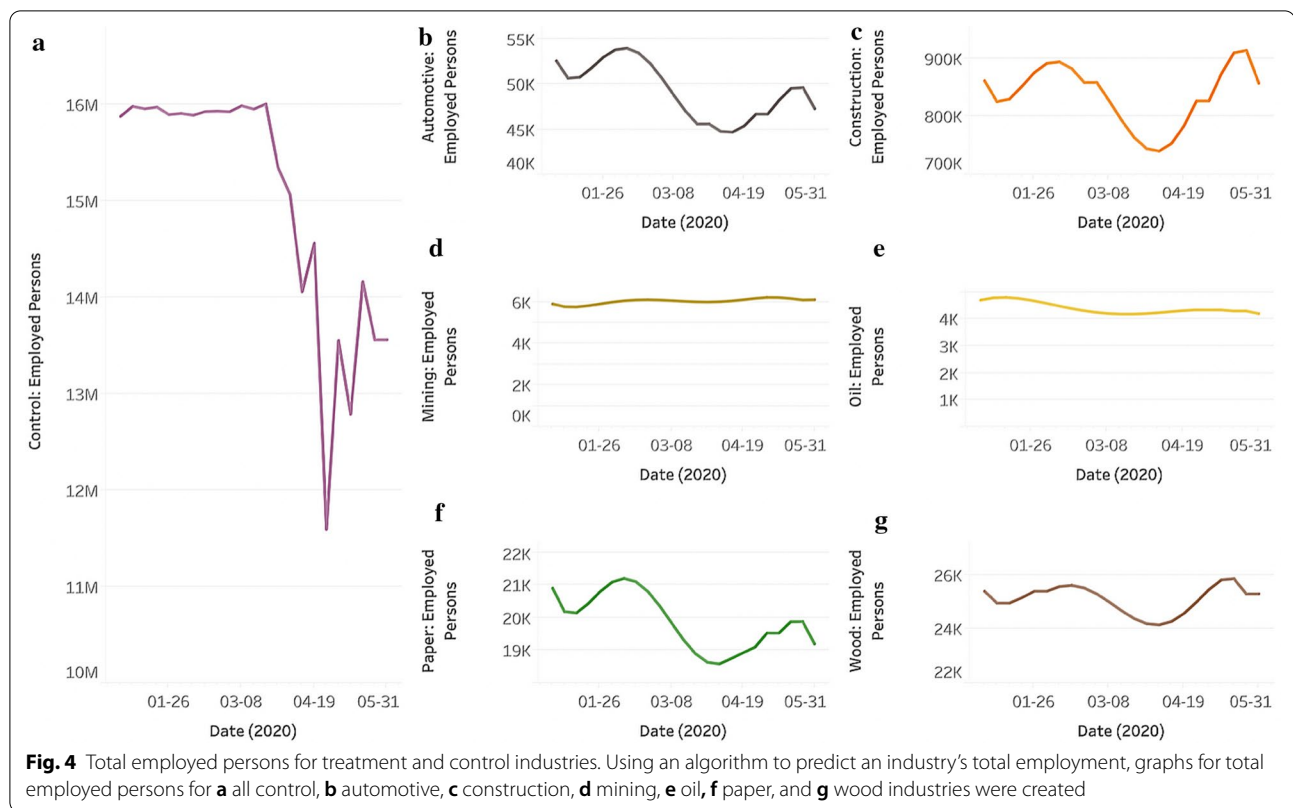 a
Control: Employed Persons
16M
15M
14M
13M
12M
11M
10M
01-26 03-08 04-19 05-31
Date (2020)
b
Automotive:
Employed Persons
55K
50K
45K
40K
01-26 03-08 04-19 05-31
Date (2020)
c
Construction:
Employed Persons
900K
800K
700K
01-26 03-08 04-19 05-31
Date (2020)
d
Mining: Employed
Persons
6K
4K
2K
0K
01-26 03-08 04-19 05-31
Date (2020)
e
Oil: Employed
Persons
4K
3K
2K
1K
01-26 03-08 04-19 05-31
Date (2020)
f
Paper: Employed
Persons
22K
21K
20K
19K
01-26 03-08 04-19 05-31
Date (2020)
g
Wood: Employed
Persons
26K
24K
22K
01-26 03-08 04-19 05-31
Date (2020)
Fig. 4 Total employed persons for treatment and control industries. Using an algorithm to predict an industry's total employment, graphs for total
employed persons for a all control, b automotive, c construction, d mining, e oil, f paper, and g wood industries were created